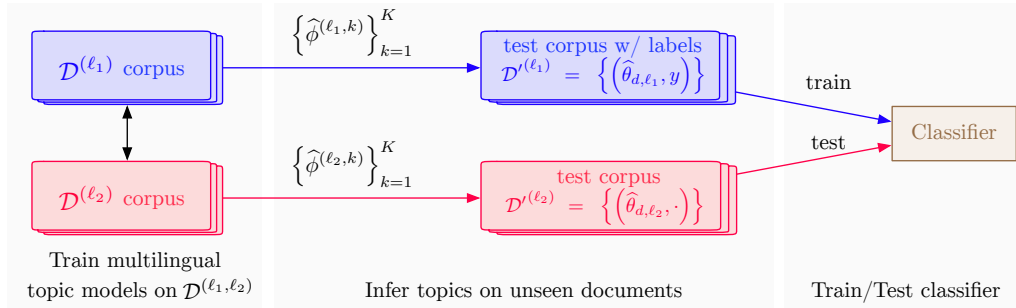 𝒟^(ℓ₁) corpus
{φ̂^(ℓ₁,k)}_{k=1}^K
test corpus w/ labels
𝒟′^(ℓ₁) = {(θ̂_{d,ℓ₁}, y)}
train
Classifier
test
𝒟^(ℓ₂) corpus
{φ̂^(ℓ₂,k)}_{k=1}^K
test corpus
𝒟′^(ℓ₂) = {(θ̂_{d,ℓ₂}, ·)}
Train multilingual
topic models on 𝒟^(ℓ₁,ℓ₂)
Infer topics on unseen documents
Train/Test classifier